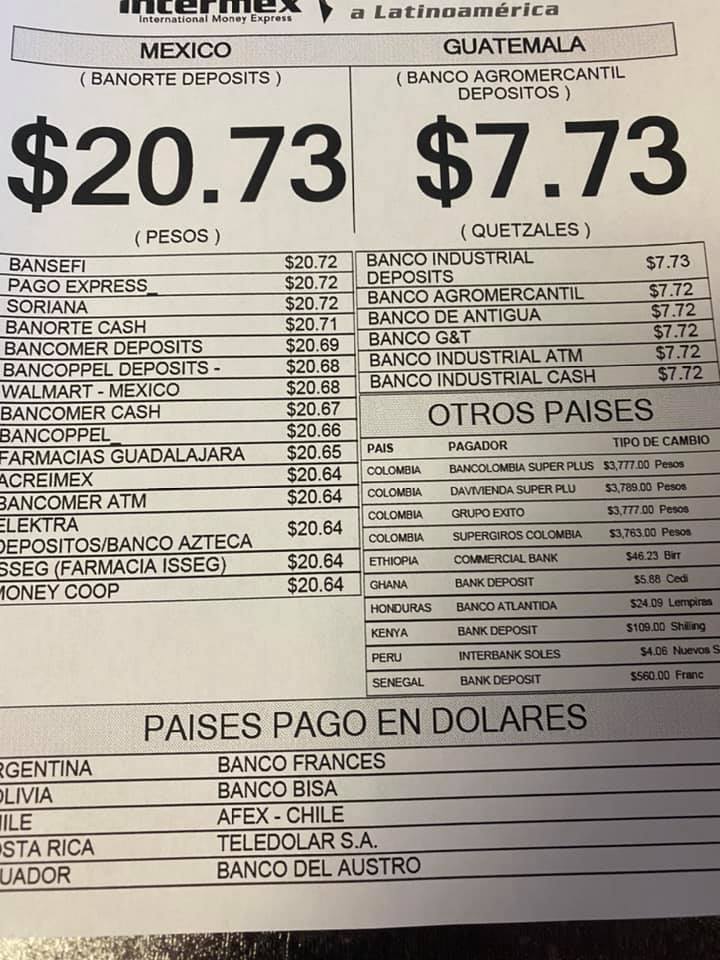 intermex
International Money Express
a Latinoamérica
MEXICO
( BANORTE DEPOSITS )
$20.73
( PESOS )
BANSEFI $20.72
PAGO EXPRESS_ $20.72
SORIANA $20.72
BANORTE CASH $20.71
BANCOMER DEPOSITS $20.69
BANCOPPEL DEPOSITS - $20.68
WALMART - MEXICO $20.68
BANCOMER CASH $20.67
BANCOPPEL_ $20.66
FARMACIAS GUADALAJARA $20.65
ACREIMEX $20.64
BANCOMER ATM $20.64
ELEKTRA
DEPOSITOS/BANCO AZTECA $20.64
SSEG (FARMACIA ISSEG) $20.64
MONEY COOP $20.64
GUATEMALA
( BANCO AGROMERCANTIL
DEPOSITOS )
$7.73
( QUETZALES )
BANCO INDUSTRIAL
DEPOSITS $7.73
BANCO AGROMERCANTIL $7.72
BANCO DE ANTIGUA $7.72
BANCO G&T $7.72
BANCO INDUSTRIAL ATM $7.72
BANCO INDUSTRIAL CASH $7.72
OTROS PAISES
PAIS PAGADOR TIPO DE CAMBIO
COLOMBIA BANCOLOMBIA SUPER PLUS $3,777.00 Pesos
COLOMBIA DAVIVIENDA SUPER PLU $3,789.00 Pesos
COLOMBIA GRUPO EXITO $3,777.00 Pesos
COLOMBIA SUPERGIROS COLOMBIA $3,763.00 Pesos
ETHIOPIA COMMERCIAL BANK $46.23 Birr
GHANA BANK DEPOSIT $5.88 Cedi
HONDURAS BANCO ATLANTIDA $24.09 Lempiras
KENYA BANK DEPOSIT $109.00 Shilling
PERU INTERBANK SOLES $4.06 Nuevos S
SENEGAL BANK DEPOSIT $560.00 Franc
PAISES PAGO EN DOLARES
RGENTINA BANCO FRANCES
OLIVIA BANCO BISA
HILE AFEX - CHILE
OSTA RICA TELEDOLAR S.A.
UADOR BANCO DEL AUSTRO